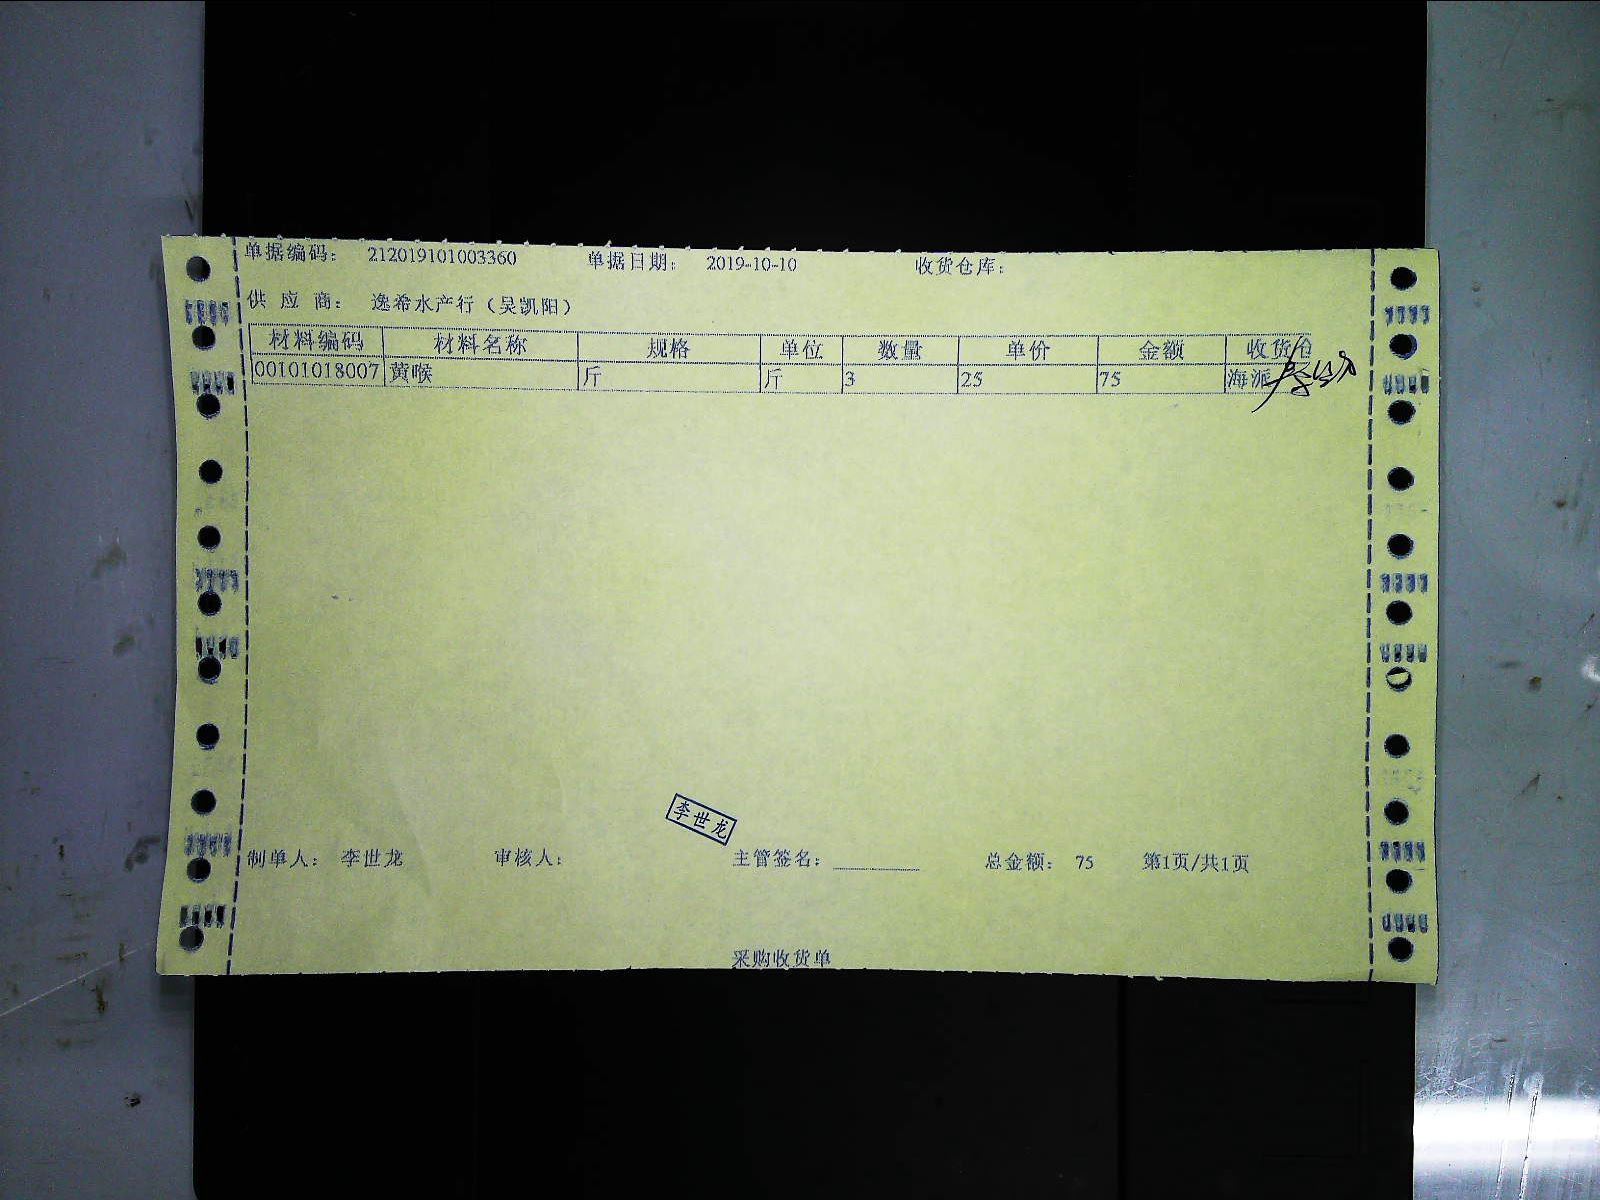 单据编码： 212019101003360 单据日期： 2019-10-10 收货仓库：
供 应 商： 逸希水产行（吴凯阳）
材料编码 材料名称 规格 单位 数量 单价 金额 收货仓
00101018007 黄喉 斤 斤 3 25 75 海派
李世龙
制单人： 李世龙 审核人： 主管签名： 总金额： 75 第1页/共1页
采购收货单